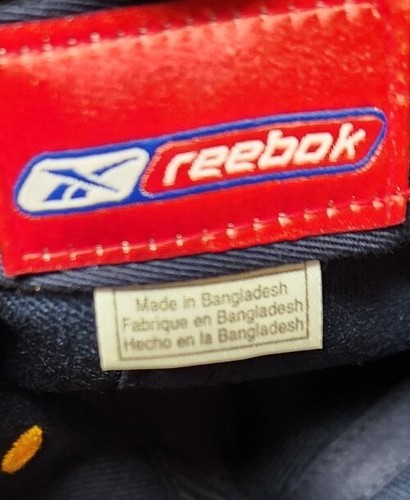 reebok
Made in Bangladesh
Fabrique en Bangladesh
Hecho en la Bangladesh